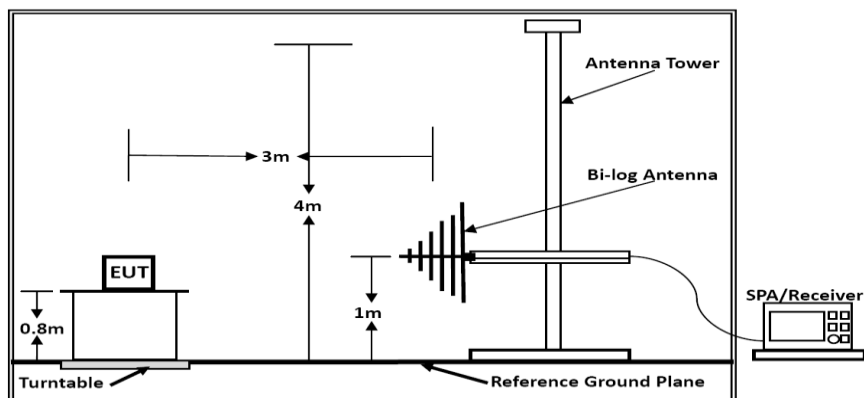 Antenna Tower
3m
Bi-log Antenna
4m
EUT
SPA/Receiver
0.8m
1m
Turntable
Reference Ground Plane